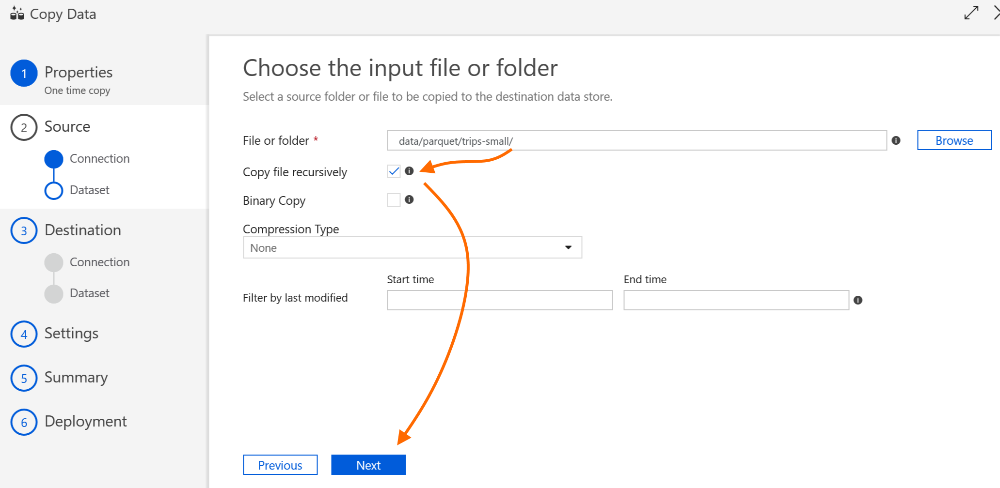 Copy Data
1 Properties
One time copy
2 Source
Connection
Dataset
3 Destination
Connection
Dataset
4 Settings
5 Summary
6 Deployment
Choose the input file or folder
Select a source folder or file to be copied to the destination data store.
File or folder * data/parquet/trips-small/ Browse
Copy file recursively
Binary Copy
Compression Type
None
Start time End time
Filter by last modified
Previous Next